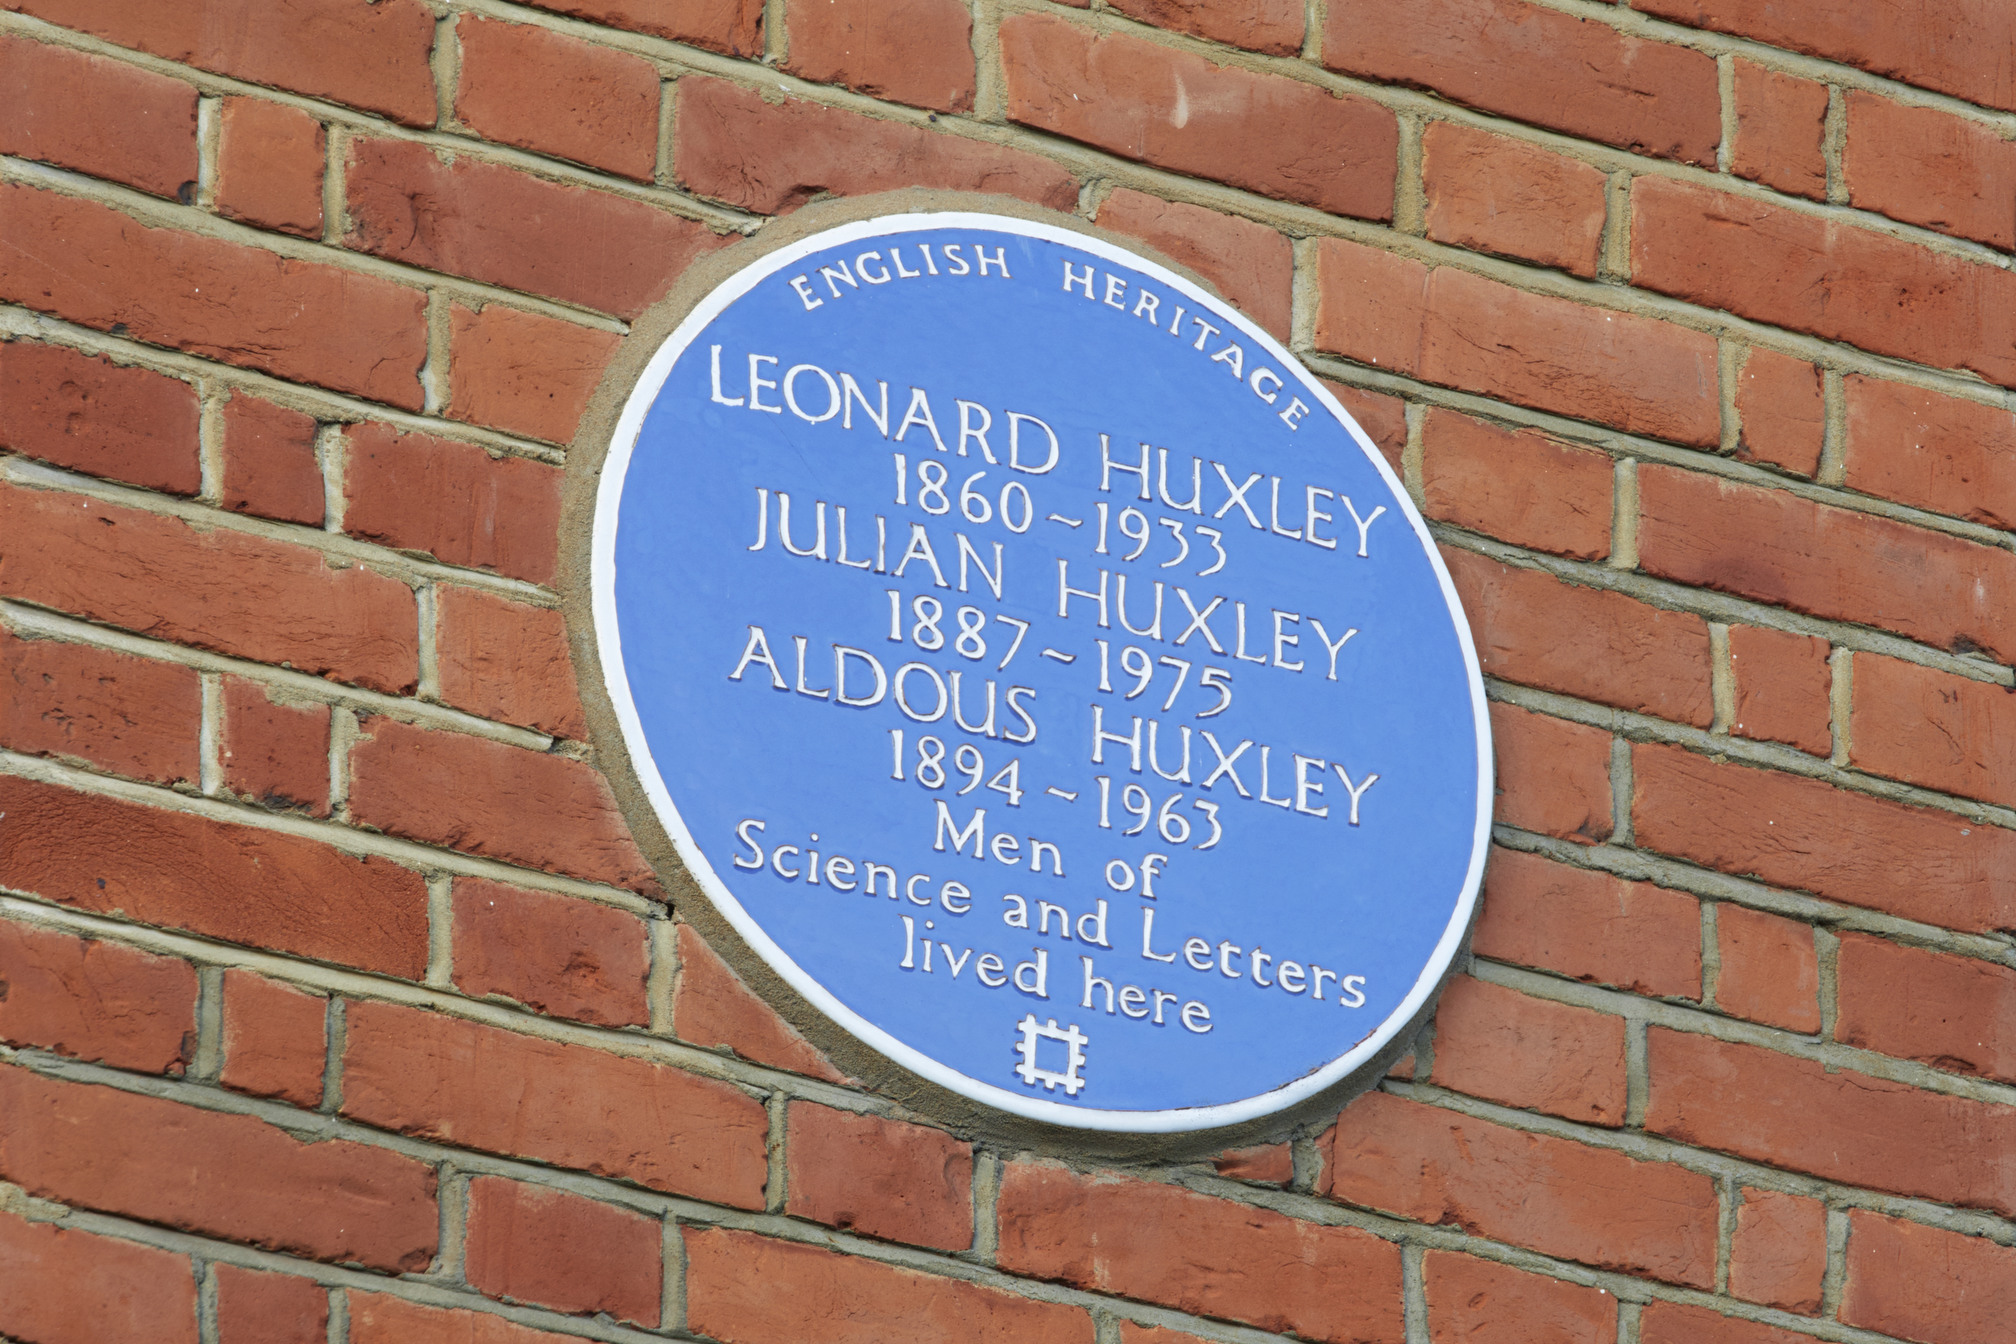 ENGLISH HERITAGE
LEONARD HUXLEY
1860~1933
JULIAN HUXLEY
1887~1975
ALDOUS HUXLEY
1894~1963
Men of
Science and Letters
lived here